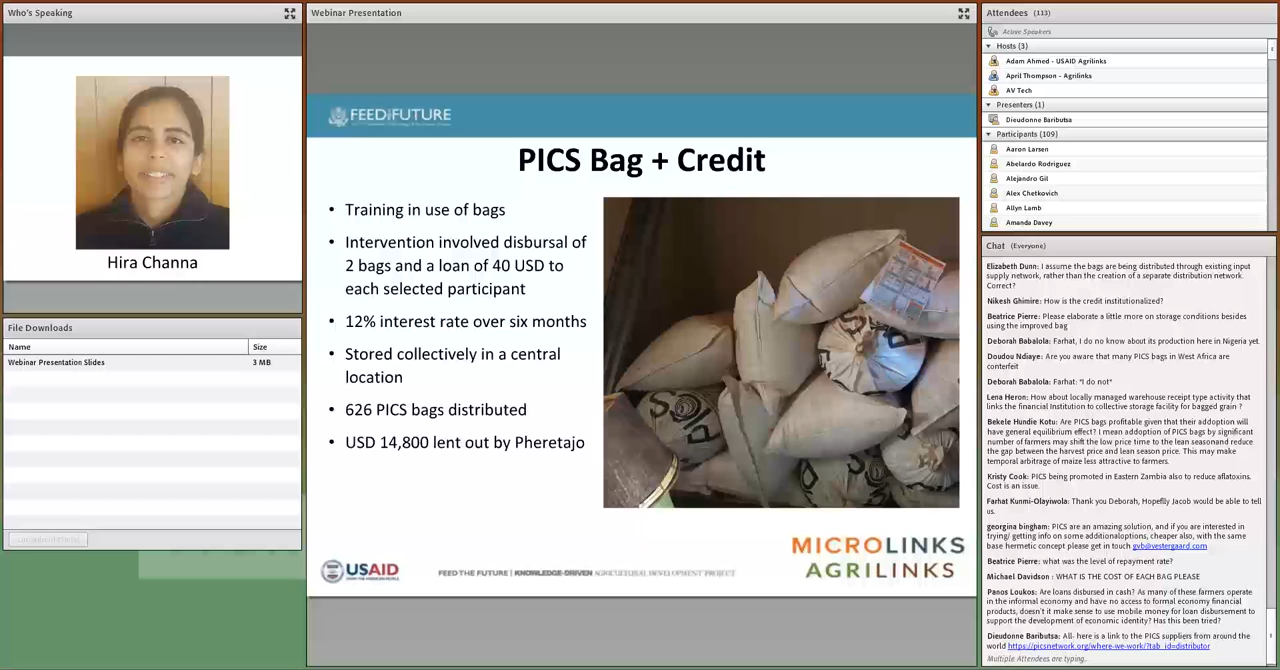 Who's Speaking
Hira Channa
File Downloads
Name
Size
Webinar Presentation Slides
3 MB
Webinar Presentation
FEED THE FUTURE
PICS Bag + Credit
• Training in use of bags
• Intervention involved disbursal of
2 bags and a loan of 40 USD to
each selected participant
• 12% interest rate over six months
• Stored collectively in a central
location
• 626 PICS bags distributed
• USD 14,800 lent out by Pheretajo
USAID
FEED THE FUTURE | KNOWLEDGE-DRIVEN AGRICULTURAL DEVELOPMENT PROJECT
MICROLINKS
AGRILINKS
Attendees (113)
Active Speakers
Hosts (3)
Adam Ahmed - USAID Agrilinks
April Thompson - Agrilinks
AV Tech
Presenters (1)
Dieudonne Baributsa
Participants (109)
Aaron Larsen
Abelardo Rodriguez
Alejandro Gil
Alex Chetkovich
Allyn Lamb
Amanda Davey
Chat (Everyone)
Elizabeth Dunn: I assume the bags are being distributed through existing input
supply network, rather than the creation of a separate distribution network.
Correct?
Nikesh Ghimire: How is the credit institutionalized?
Beatrice Pierre: Please elaborate a little more on storage conditions besides
using the improved bag
Deborah Babalola: Farhat, I do no know about its production here in Nigeria yet.
Doudou Ndiaye: Are you aware that many PICS bags in West Africa are
conterfeit
Deborah Babalola: Farhat: *I do not*
Lena Heron: How about locally managed warehouse receipt type activity that
links the financial Institution to collective storage facility for bagged grain ?
Bekele Hundie Kotu: Are PICS bags profitable given that their addoption will
have general equilibrium effect? I mean addoption of PICS bags by significant
number of farmers may shift the low price time to the lean seasonand reduce
the gap between the harvest price and lean season price. This may make
temporal arbitrage of maize less attractive to farmers.
Kristy Cook: PICS being promoted in Eastern Zambia also to reduce aflatoxins.
Cost is an issue.
Farhat Kunmi-Olayiwola: Thank you Deborah, Hopeflly Jacob would be able to tell
us.
georgina bingham: PICS are an amazing solution, and if you are interested in
trying/ getting info on some additionaloptions, cheaper also, with the same
base hermetic concept please get in touch gvb@vestergaard.com
Beatrice Pierre: what was the level of repayment rate?
Michael Davidson : WHAT IS THE COST OF EACH BAG PLEASE
Panos Loukos: Are loans disbursed in cash? As many of these farmers operate
in the informal economy and have no access to formal economy financial
products, doesn't it make sense to use mobile money for loan disbursement to
support the development of economic identity? Has this been tried?
Dieudonne Baributsa: All- here is a link to the PICS suppliers from around the
world https://picsnetwork.org/where-we-work/?tab_id=distributor
Multiple Attendees are typing.